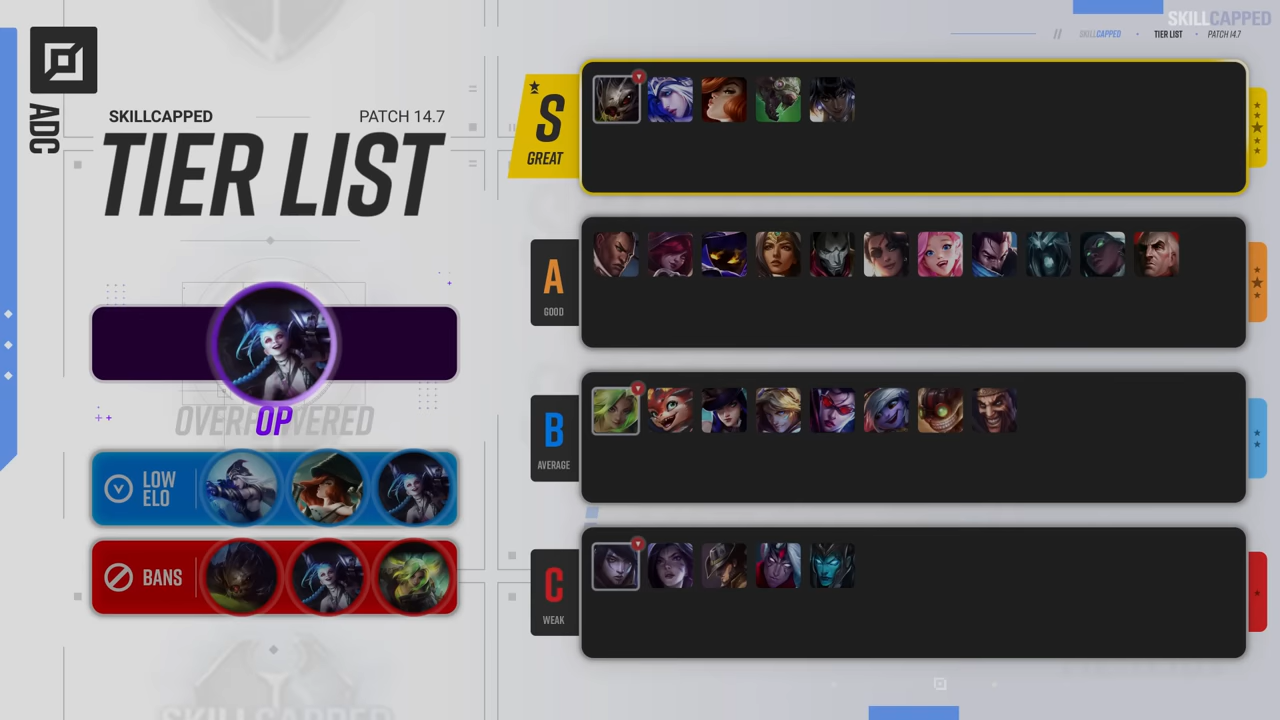 SKILLCAPPED
// SKILLCAPPED • TIER LIST • PATCH 14.7
ADC
SKILLCAPPED PATCH 14.7
TIER LIST
OVERPOWERED
OP
LOW
ELO
BANS
S
GREAT
A
GOOD
B
AVERAGE
C
WEAK
SKILLCAPPED